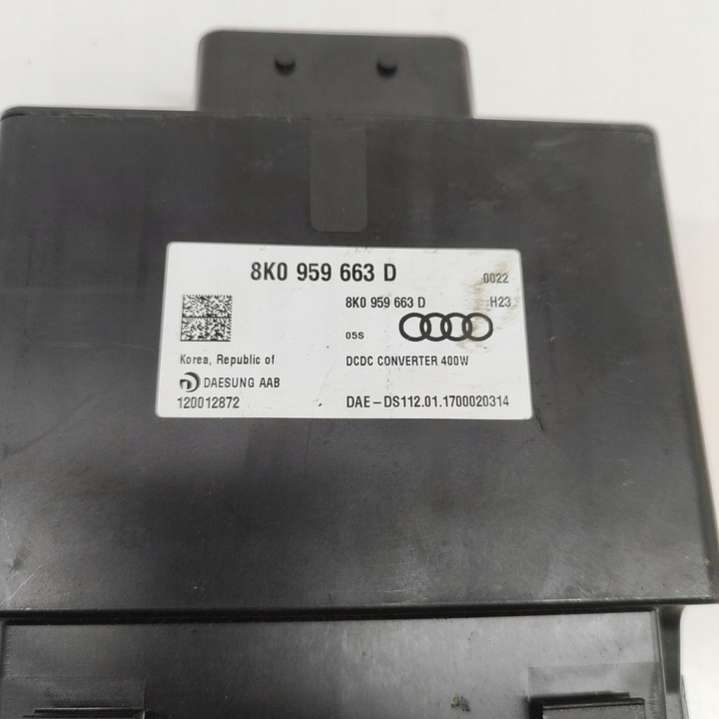 8K0 959 663 D
0022
8K0 959 663 D
H23
05S
Korea, Republic of
DCDC CONVERTER 400W
DAESUNG AAB
120012872
DAE-DS112.01.1700020314